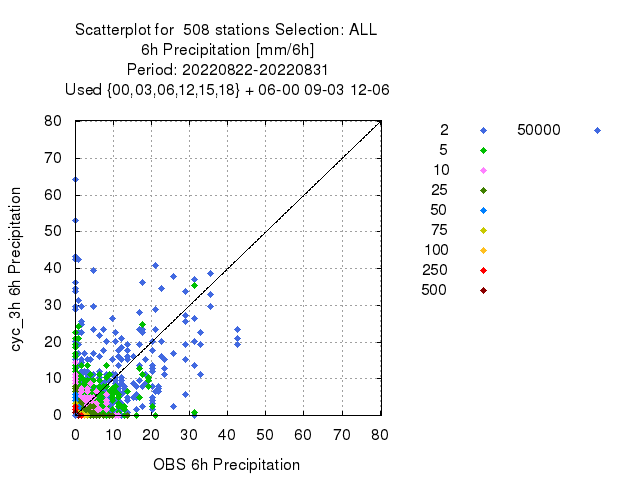 Scatterplot for 508 stations Selection: ALL
6h Precipitation [mm/6h]
Period: 20220822-20220831
Used {00,03,06,12,15,18} + 06-00 09-03 12-06
80
70
60
50
40
30
20
10
0
0 10 20 30 40 50 60 70 80
cyc_3h 6h Precipitation
OBS 6h Precipitation
2 50000
5
10
25
50
75
100
250
500